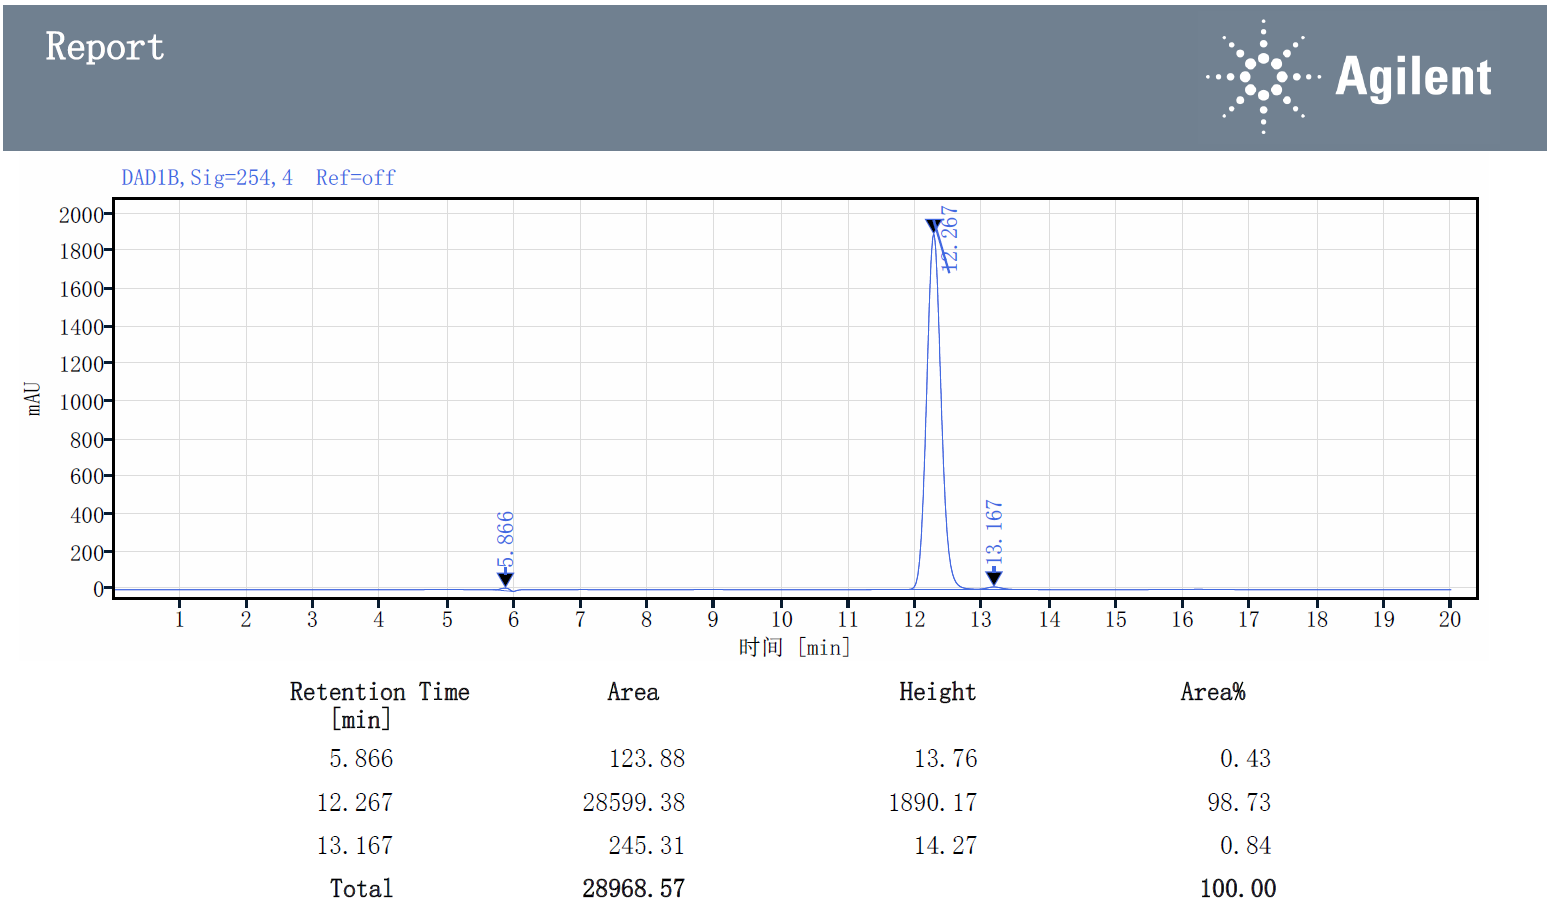 Report
Agilent
DAD1B,Sig=254,4  Ref=off
2000
1800
1600
1400
1200
1000
800
600
400
200
0
mAU
5.866
12.267
13.167
1 2 3 4 5 6 7 8 9 10 11 12 13 14 15 16 17 18 19 20
时间 [min]
Retention Time Area Height Area%
[min]
5.866 123.88 13.76 0.43
12.267 28599.38 1890.17 98.73
13.167 245.31 14.27 0.84
Total 28968.57 100.00